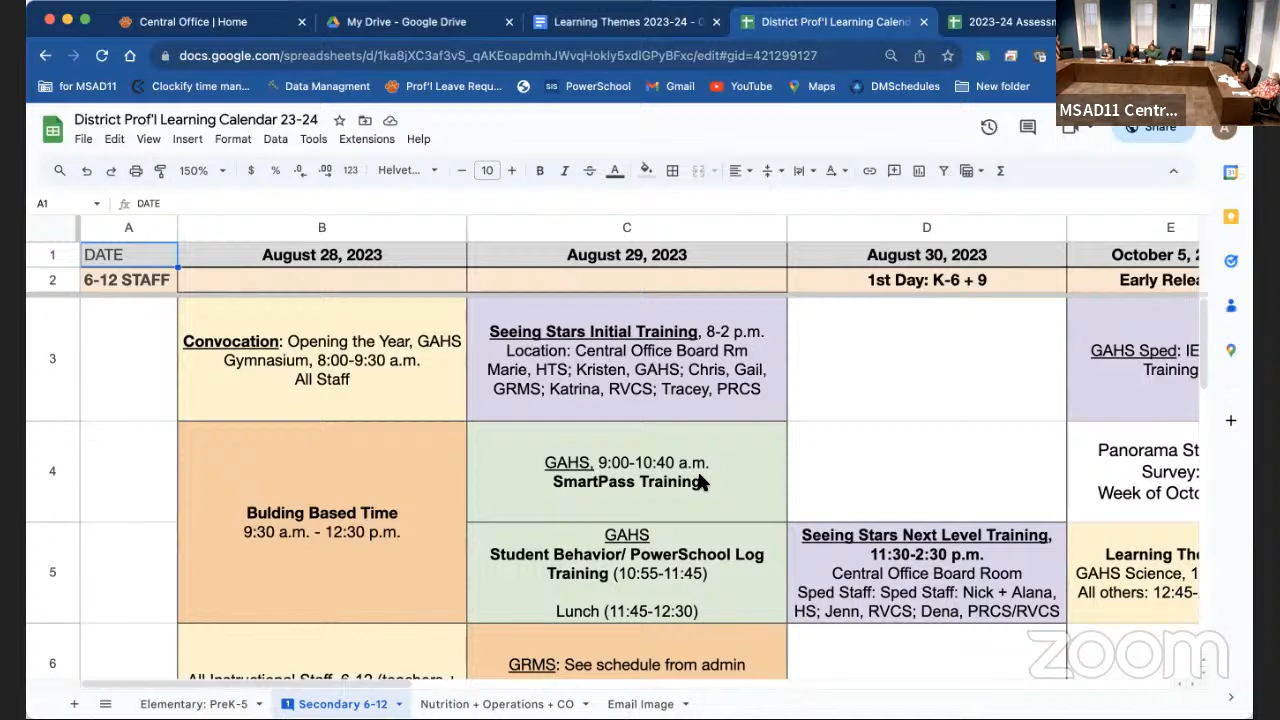 Central Office | Home
My Drive - Google Drive
Learning Themes 2023-24 -
District Prof'l Learning Calend
2023-24 Assessm
docs.google.com/spreadsheets/d/1ka8jXC3af3vS_qAKEoapdmhJWvqHokIy5xdIGPyBFxc/edit#gid=421299127
for MSAD11
Clockify time man...
Data Managment
Prof'l Leave Requ...
SIS PowerSchool
Gmail
YouTube
Maps
DMSchedules
New folder
MSAD11 Centr...
District Prof'l Learning Calendar 23-24
File Edit View Insert Format Data Tools Extensions Help
Share
A
150% $ % .0 .00 123 Helvet... − 10 + B I A Σ
A1 fx DATE
A B C D E
1 DATE August 28, 2023 August 29, 2023 August 30, 2023 October 5, 2
2 6-12 STAFF 1st Day: K-6 + 9 Early Relea
3
Convocation: Opening the Year, GAHS
Gymnasium, 8:00-9:30 a.m.
All Staff
Seeing Stars Initial Training, 8-2 p.m.
Location: Central Office Board Rm
Marie, HTS; Kristen, GAHS; Chris, Gail,
GRMS; Katrina, RVCS; Tracey, PRCS
GAHS Sped: IE
Training
4
Bulding Based Time
9:30 a.m. - 12:30 p.m.
GAHS, 9:00-10:40 a.m.
SmartPass Training
Panorama St
Survey:
Week of Octo
5
GAHS
Student Behavior/ PowerSchool Log
Training (10:55-11:45)
Lunch (11:45-12:30)
Seeing Stars Next Level Training,
11:30-2:30 p.m.
Central Office Board Room
Sped Staff: Sped Staff: Nick + Alana,
HS; Jenn, RVCS; Dena, PRCS/RVCS
Learning The
GAHS Science, 1
All others: 12:45-
6
All Instructional Staff, 6-12 (teachers +
GRMS: See schedule from admin
zoom
+ Elementary: PreK-5 1 Secondary 6-12 Nutrition + Operations + CO Email Image